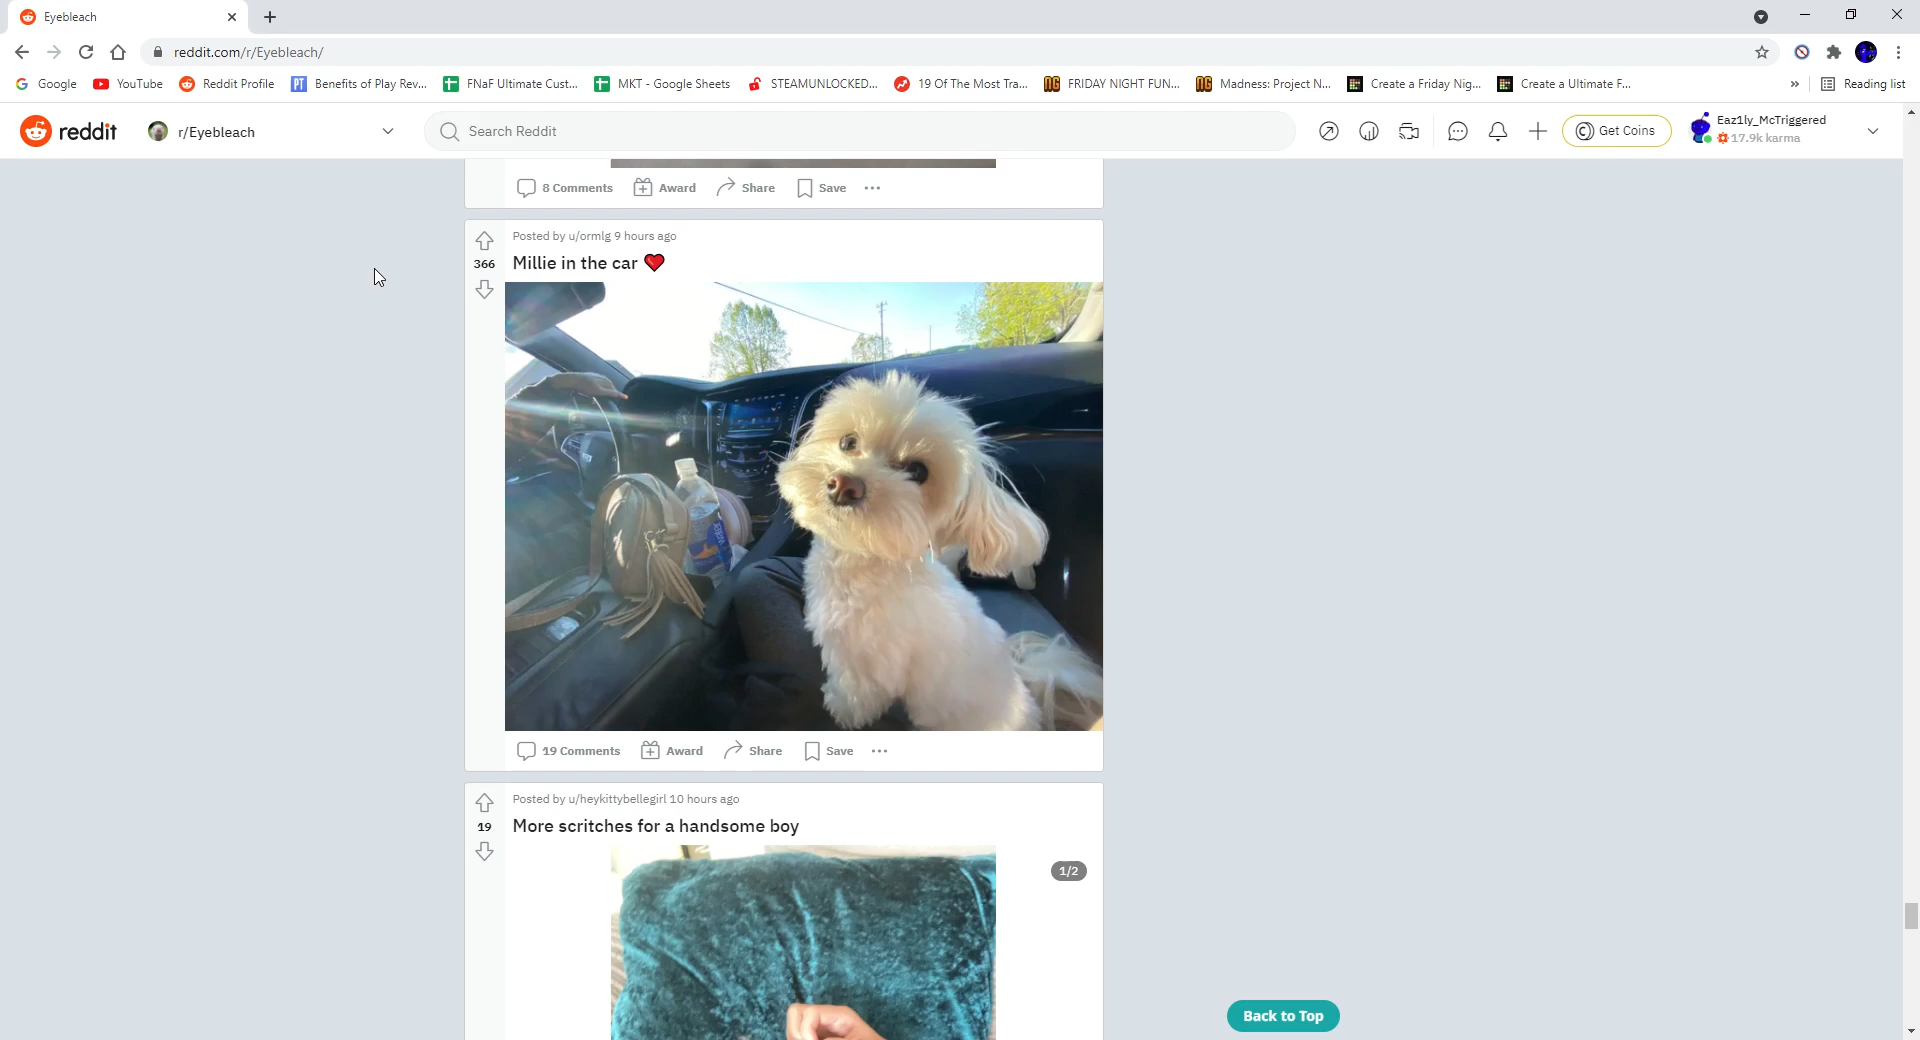 Eyebleach
reddit.com/r/Eyebleach/
Google YouTube Reddit Profile PT Benefits of Play Rev... FNaF Ultimate Cust... MKT - Google Sheets STEAMUNLOCKED... 19 Of The Most Tra... FRIDAY NIGHT FUN... Madness: Project N... Create a Friday Nig... Create a Ultimate F... » Reading list
reddit r/Eyebleach Search Reddit Get Coins Eaz1ly_McTriggered
17.9k karma
8 Comments Award Share Save ...
Posted by u/ormlg 9 hours ago
366 Millie in the car ❤
19 Comments Award Share Save ...
Posted by u/heykittybellegirl 10 hours ago
19 More scritches for a handsome boy
1/2
Back to Top